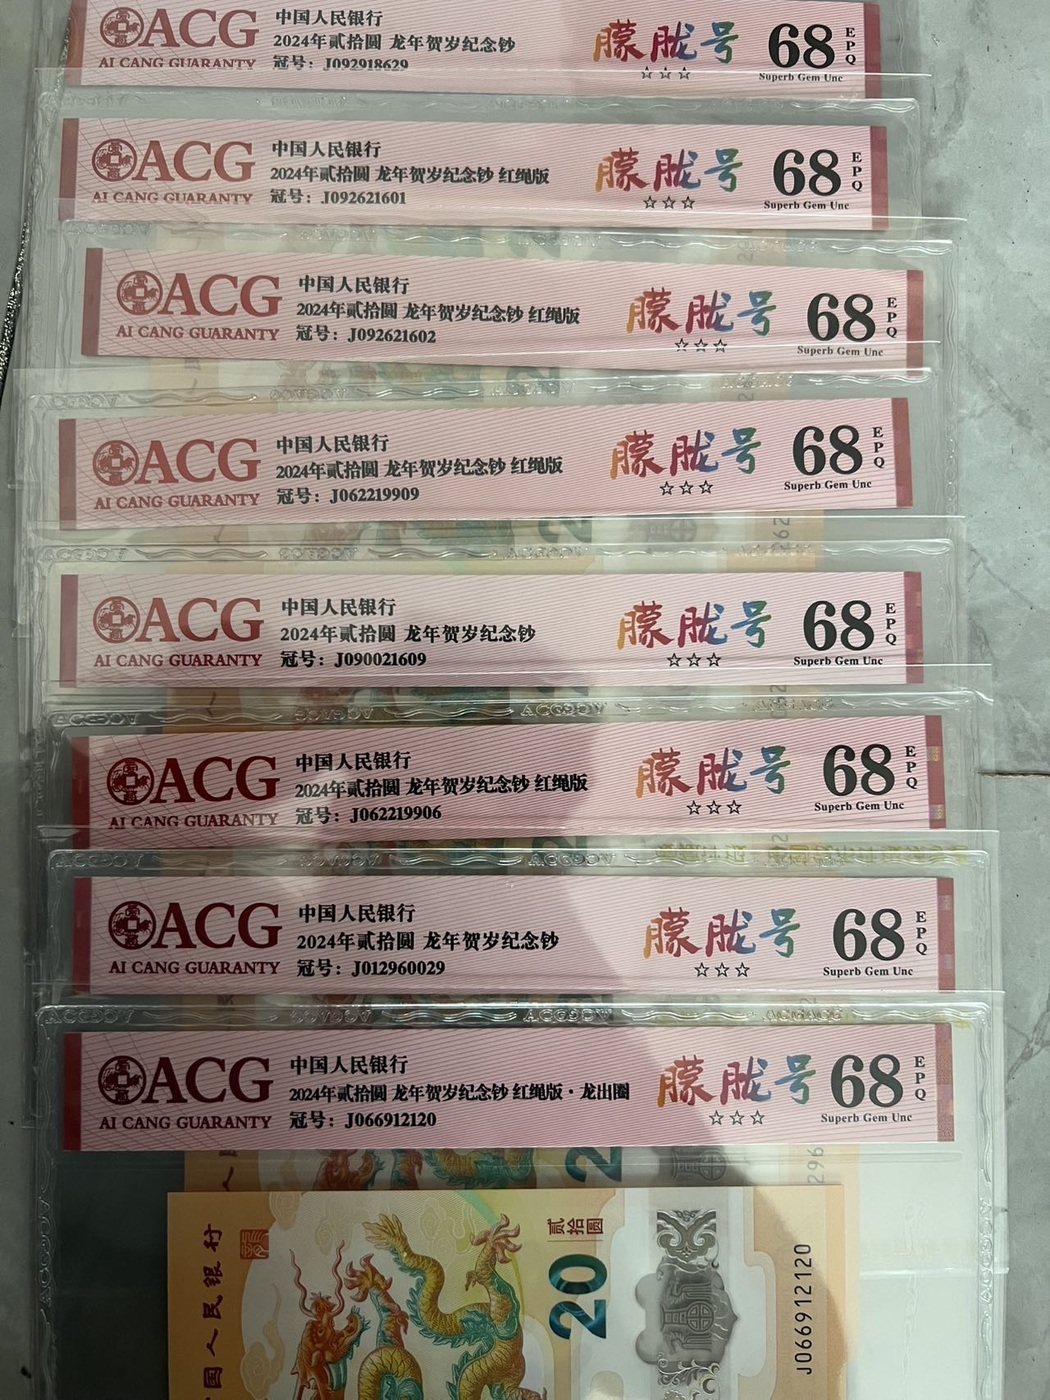 ACG
AI CANG GUARANTY
中国人民银行
2024年贰拾圆 龙年贺岁纪念钞
冠号：J092918629
朦胧号
☆☆☆
68
EPQ
Superb Gem Unc
ACG
AI CANG GUARANTY
中国人民银行
2024年贰拾圆 龙年贺岁纪念钞 红绳版
冠号：J092621601
朦胧号
☆☆☆
68
EPQ
Superb Gem Unc
ACG
AI CANG GUARANTY
中国人民银行
2024年贰拾圆 龙年贺岁纪念钞 红绳版
冠号：J092621602
朦胧号
☆☆☆
68
EPQ
Superb Gem Unc
ACG
AI CANG GUARANTY
中国人民银行
2024年贰拾圆 龙年贺岁纪念钞 红绳版
冠号：J062219909
朦胧号
☆☆☆
68
EPQ
Superb Gem Unc
ACG
AI CANG GUARANTY
中国人民银行
2024年贰拾圆 龙年贺岁纪念钞
冠号：J090021609
朦胧号
☆☆☆
68
EPQ
Superb Gem Unc
ACG
AI CANG GUARANTY
中国人民银行
2024年贰拾圆 龙年贺岁纪念钞 红绳版
冠号：J062219906
朦胧号
☆☆☆
68
EPQ
Superb Gem Unc
ACG
AI CANG GUARANTY
中国人民银行
2024年贰拾圆 龙年贺岁纪念钞
冠号：J012960029
朦胧号
☆☆☆
68
EPQ
Superb Gem Unc
ACG
AI CANG GUARANTY
中国人民银行
2024年贰拾圆 龙年贺岁纪念钞 红绳版·龙出圈
冠号：J066912120
朦胧号
☆☆☆
68
EPQ
Superb Gem Unc
国人民银行
贰拾圆
20
J066912120